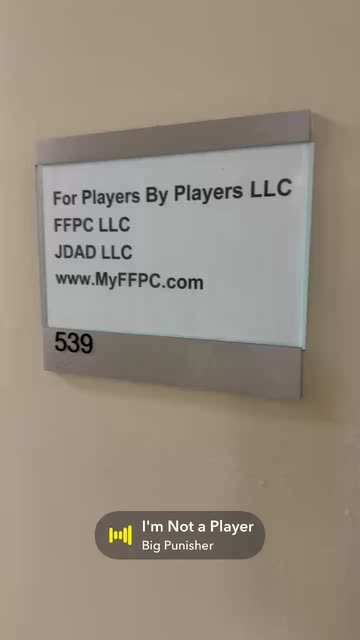 For Players By Players LLC
FFPC LLC
JDAD LLC
www.MyFFPC.com
539
I'm Not a Player
Big Punisher